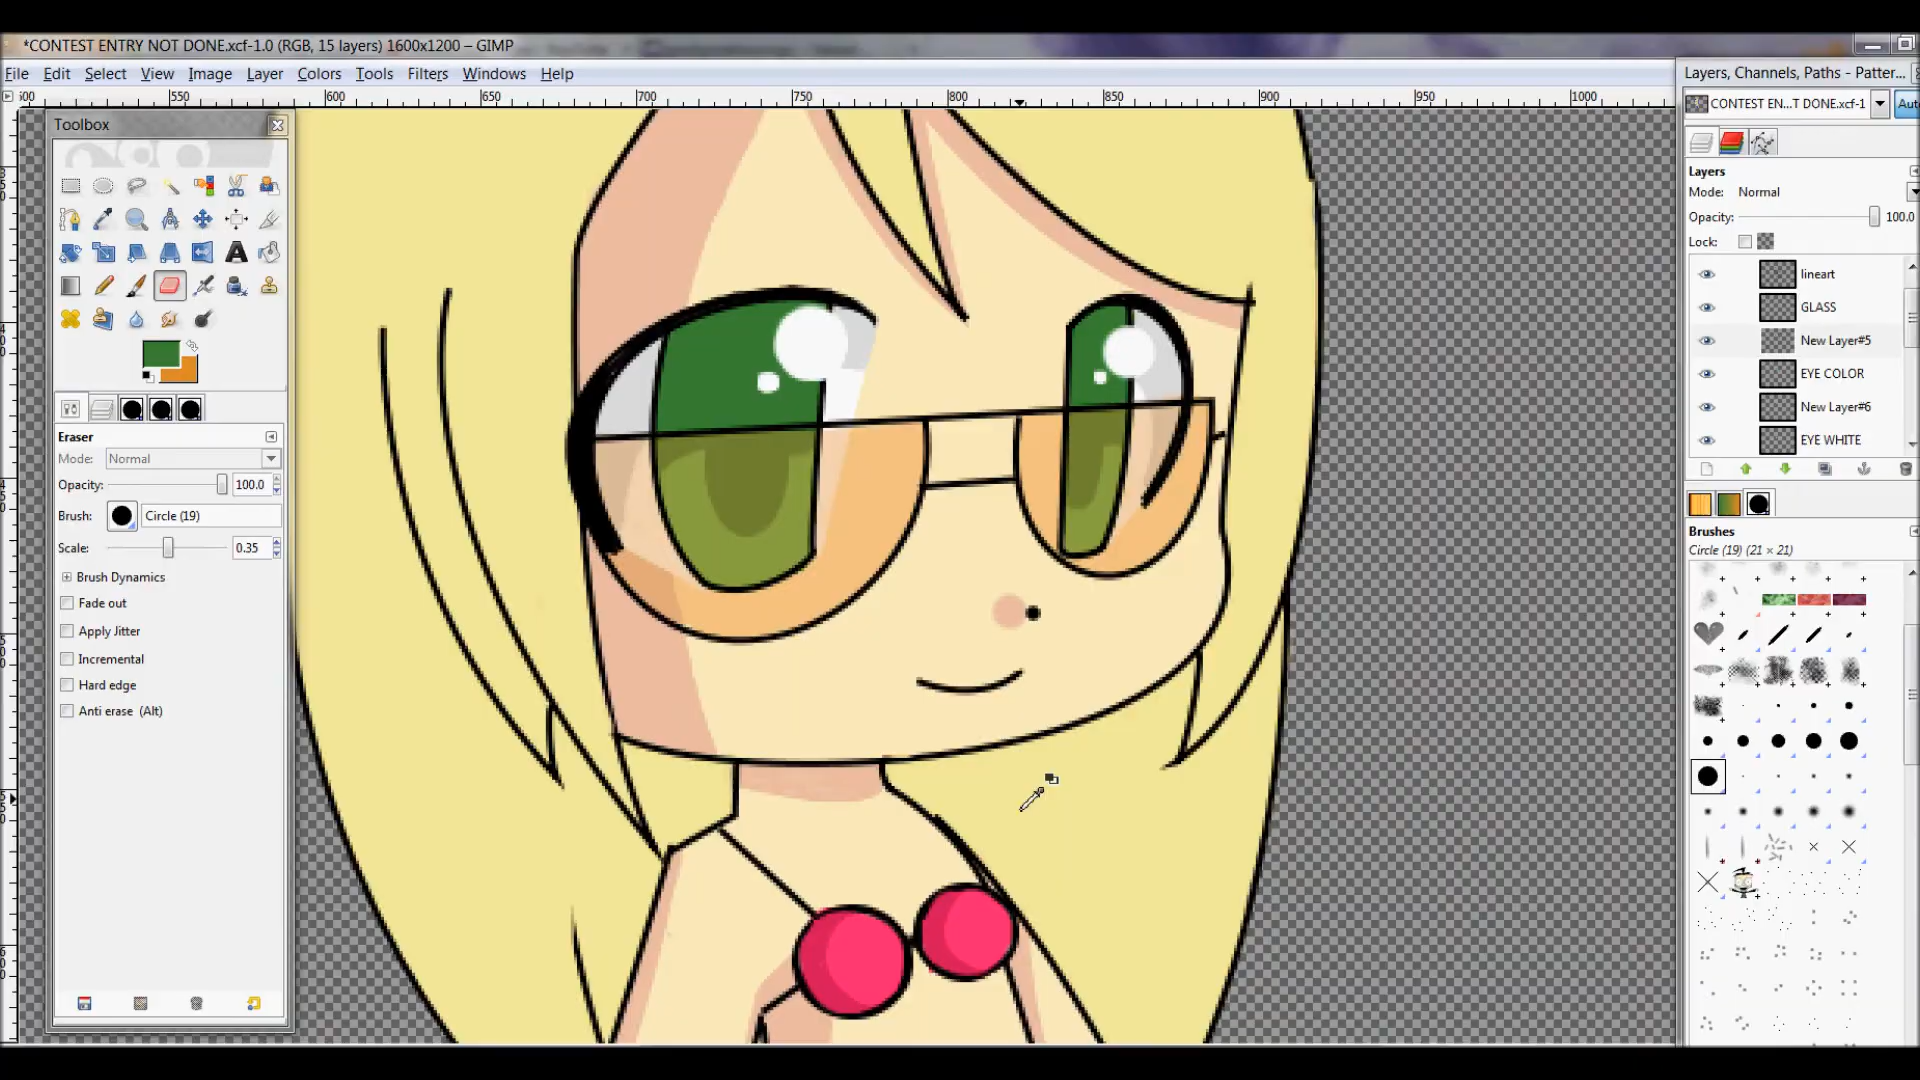 *CONTEST ENTRY NOT DONE.xcf-1.0 (RGB, 15 layers) 1600x1200 – GIMP
File Edit Select View Image Layer Colors Tools Filters Windows Help
Layers, Channels, Paths - Patter...
550 600 650 700 750 800 850 900 950 1000
CONTEST EN...T DONE.xcf-1
Toolbox
Layers
Mode: Normal
Opacity: 100.0
Lock:
lineart
GLASS
New Layer#5
EYE COLOR
New Layer#6
EYE WHITE
Eraser
Mode: Normal
Opacity: 100.0
Brush: Circle (19)
Scale: 0.35
Brush Dynamics
Fade out
Apply Jitter
Incremental
Hard edge
Anti erase (Alt)
Brushes
Circle (19) (21 × 21)